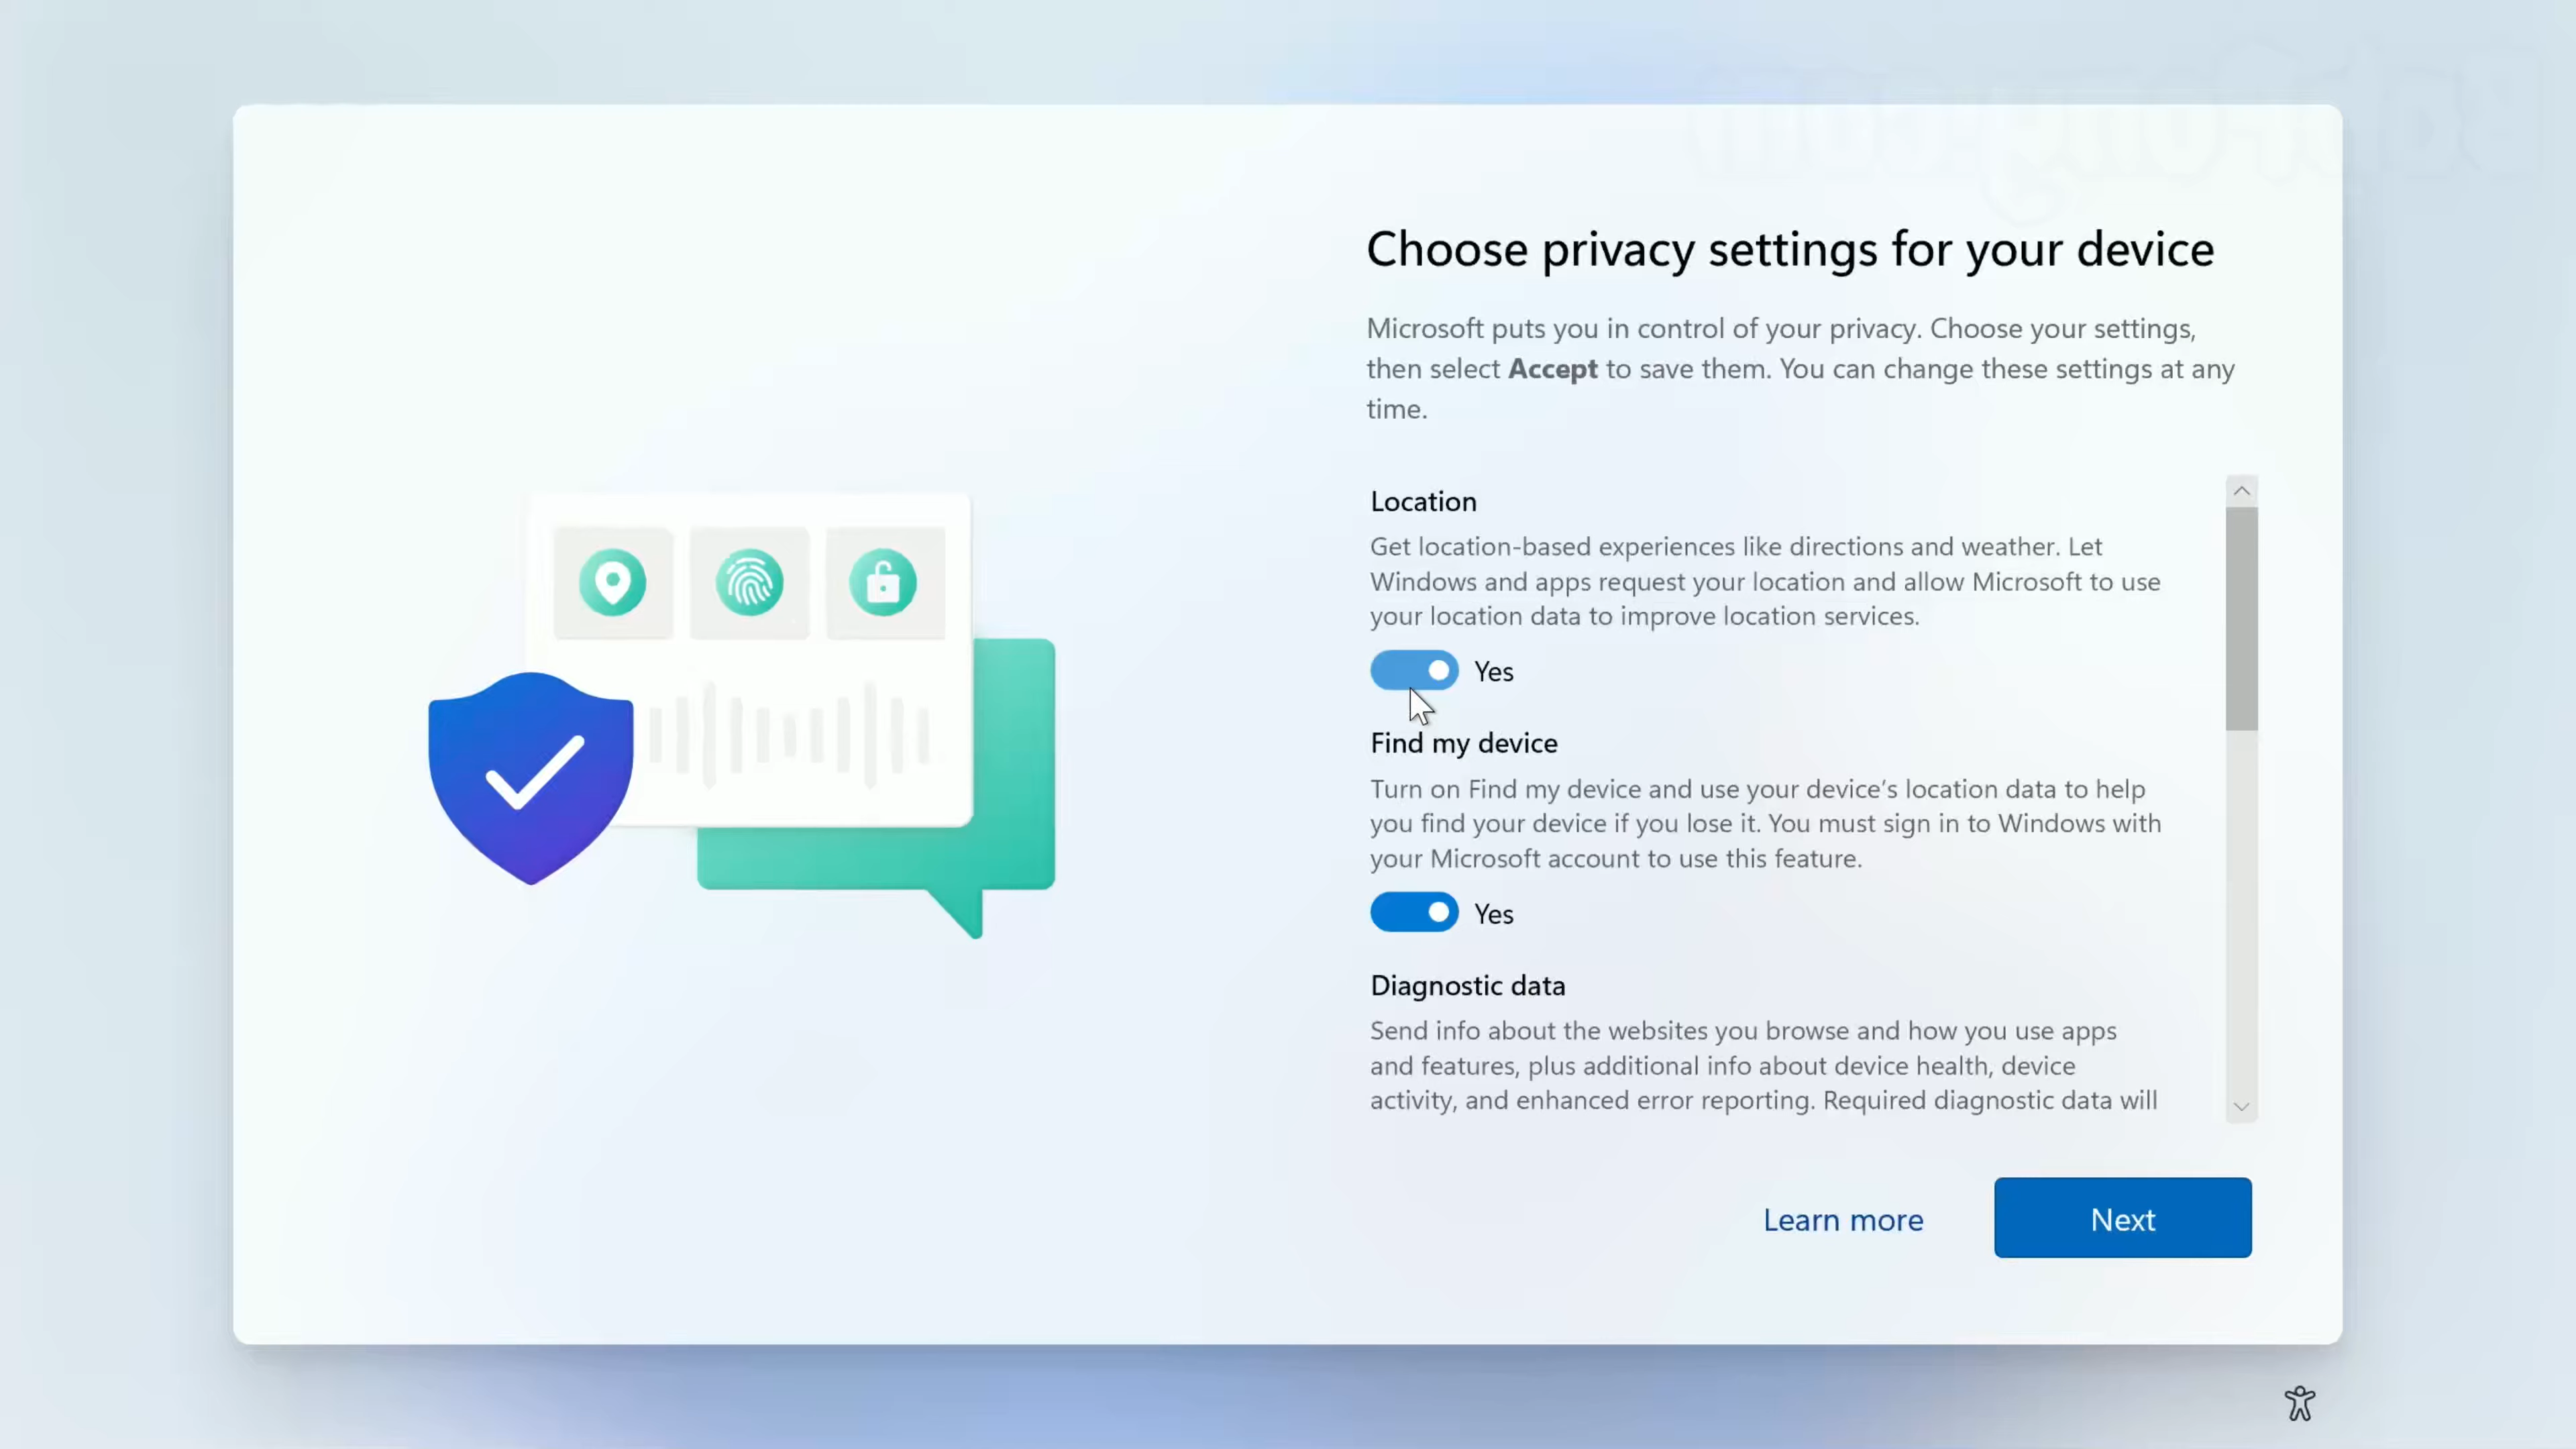 Choose privacy settings for your device
Microsoft puts you in control of your privacy. Choose your settings,
then select Accept to save them. You can change these settings at any
time.
Location
Get location-based experiences like directions and weather. Let
Windows and apps request your location and allow Microsoft to use
your location data to improve location services.
Yes
Find my device
Turn on Find my device and use your device’s location data to help
you find your device if you lose it. You must sign in to Windows with
your Microsoft account to use this feature.
Yes
Diagnostic data
Send info about the websites you browse and how you use apps
and features, plus additional info about device health, device
activity, and enhanced error reporting. Required diagnostic data will
Learn more
Next